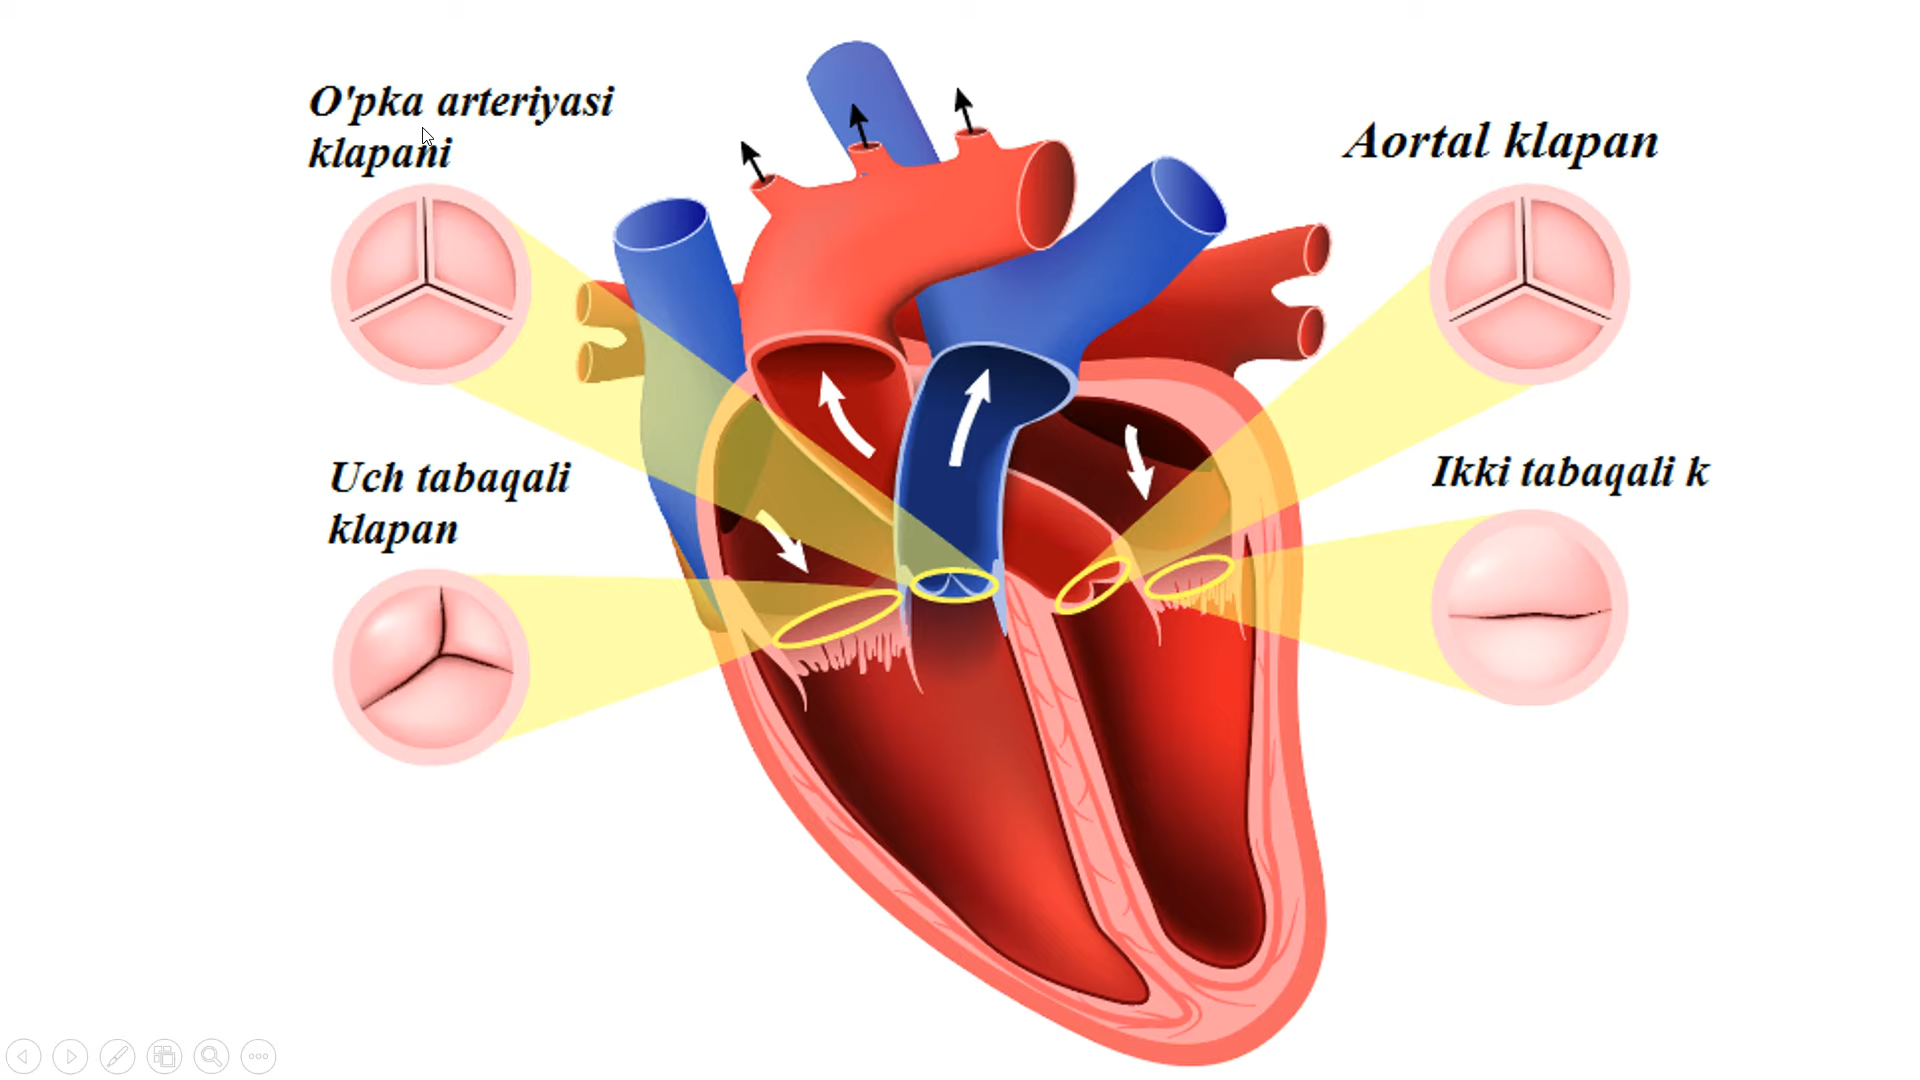 O'pka arteriyasi
klapani
Aortal klapan
Uch tabaqali
klapan
Ikki tabaqali k